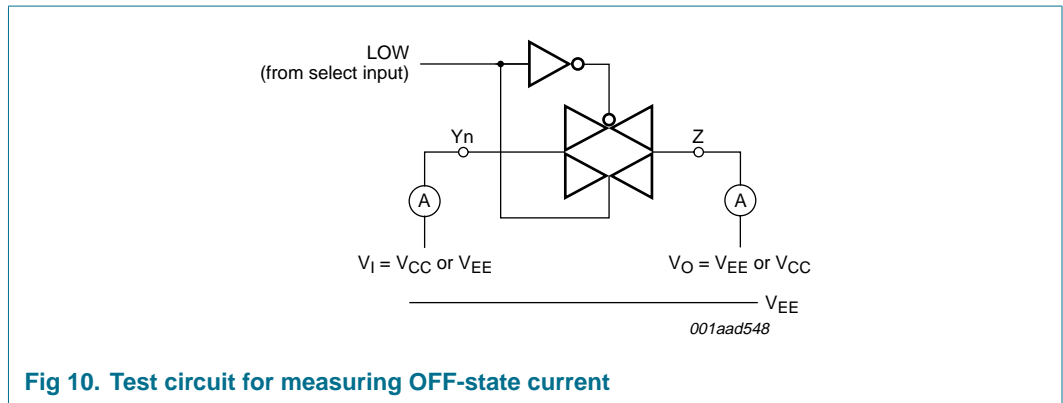 LOW
(from select input)
Yn
Z
A
A
VI = VCC or VEE
VO = VEE or VCC
VEE
001aad548
Fig 10. Test circuit for measuring OFF-state current